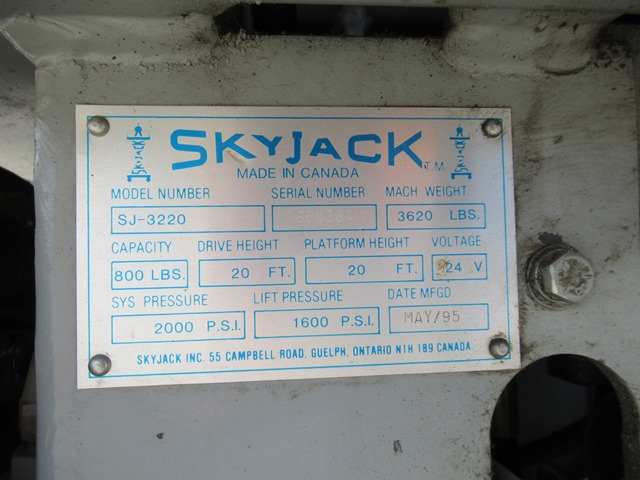 SKYJACK T.M.
SKYJACK SKYJACK
MADE IN CANADA
MODEL NUMBER SERIAL NUMBER MACH WEIGHT
SJ-3220 3620 LBS.
CAPACITY DRIVE HEIGHT PLATFORM HEIGHT VOLTAGE
800 LBS. 20 FT. 20 FT. 24 V
SYS PRESSURE LIFT PRESSURE DATE MFGD
2000 P.S.I. 1600 P.S.I. MAY/95
SKYJACK INC. 55 CAMPBELL ROAD, GUELPH. ONTARIO N1H 1B9 CANADA.